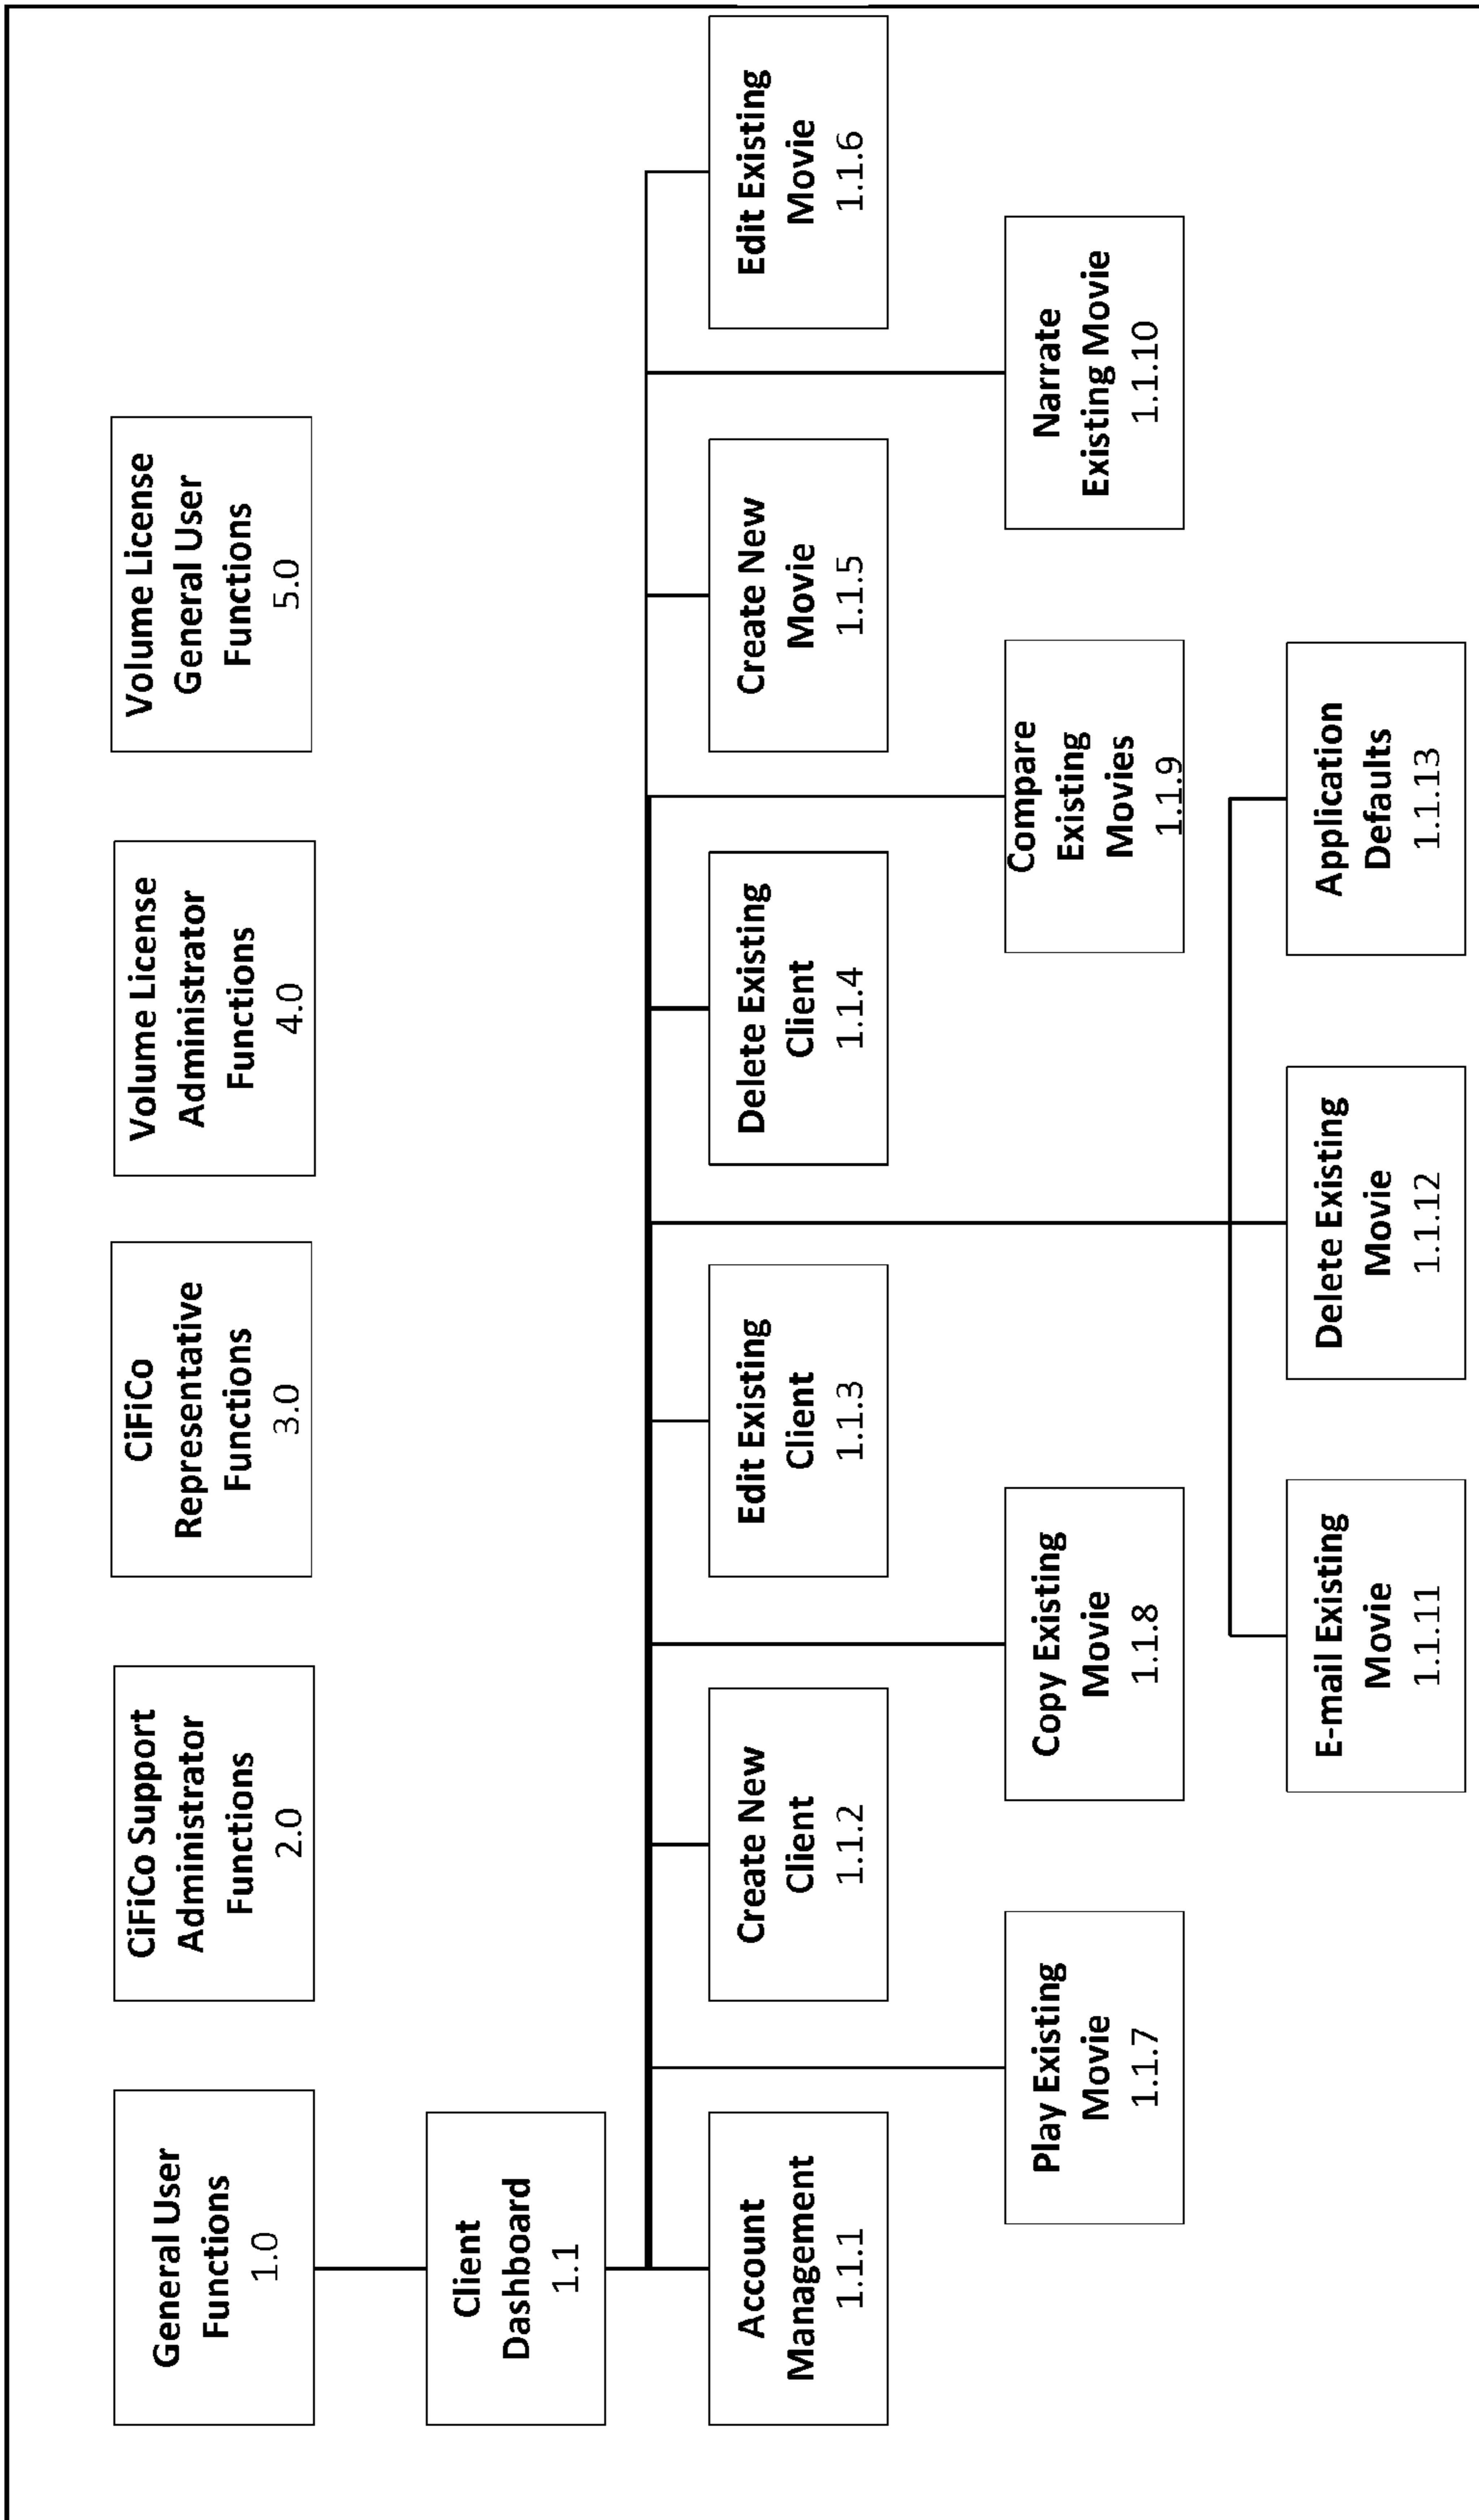 General User
Functions
1.0
CiFiCo Support
Administrator
Functions
2.0
CiFiCo
Representative
Functions
3.0
Volume License
Administrator
Functions
4.0
Volume License
General User
Functions
5.0
Client
Dashboard
1.1
Account
Management
1.1.1
Create New
Client
1.1.2
Edit Existing
Client
1.1.3
Delete Existing
Client
1.1.4
Create New
Movie
1.1.5
Edit Existing
Movie
1.1.6
Play Existing
Movie
1.1.7
Copy Existing
Movie
1.1.8
Compare
Existing
Movies
1.1.9
Narrate
Existing Movie
1.1.10
E-mail Existing
Movie
1.1.11
Delete Existing
Movie
1.1.12
Application
Defaults
1.1.13